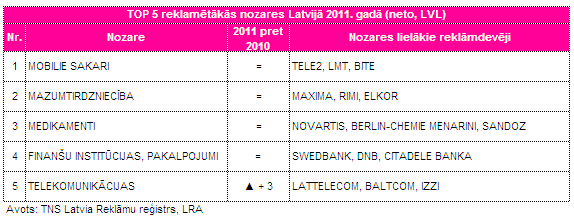 TOP 5 reklamētākās nozares Latvijā 2011. gadā (neto, LVL)
Nr. Nozare 2011 pret 2010 Nozares lielākie reklāmdevēji
1 MOBILIE SAKARI = TELE2, LMT, BITE
2 MAZUMTIRDZNIECĪBA = MAXIMA, RIMI, ELKOR
3 MEDIKAMENTI = NOVARTIS, BERLIN-CHEMIE MENARINI, SANDOZ
4 FINANŠU INSTITŪCIJAS, PAKALPOJUMI = SWEDBANK, DNB, CITADELE BANKA
5 TELEKOMUNIKĀCIJAS ▲ + 3 LATTELECOM, BALTCOM, IZZI
Avots: TNS Latvia Reklāmu reģistrs, LRA